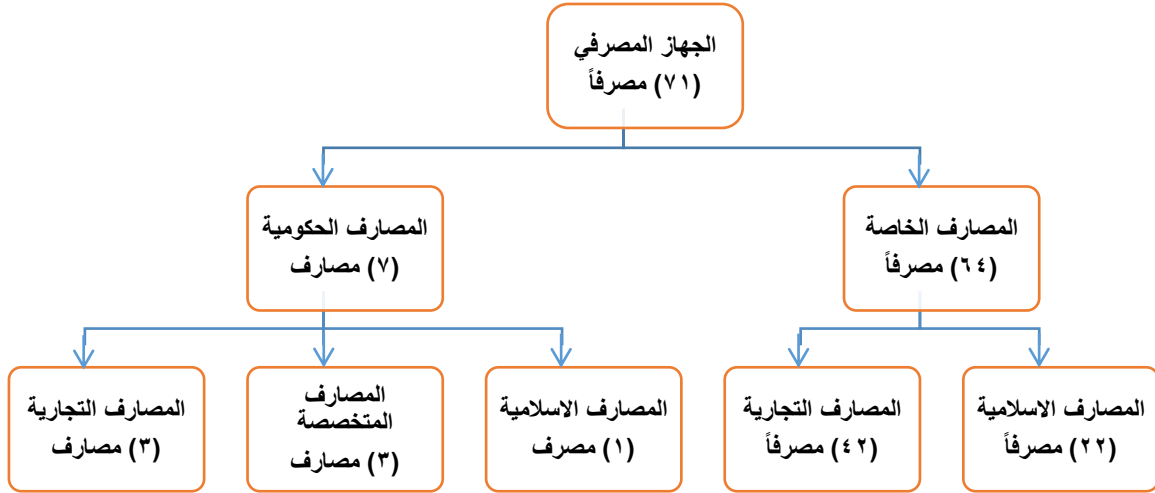 الجهاز المصرفي
(٧١) مصرفاً
المصارف الخاصة
(٦٤) مصرفاً
المصارف الحكومية
(٧) مصارف
المصارف الاسلامية
(٢٢) مصرفاً
المصارف التجارية
(٤٢) مصرفاً
المصارف الاسلامية
(١) مصرف
المصارف
المتخصصة
(٣) مصارف
المصارف التجارية
(٣) مصارف